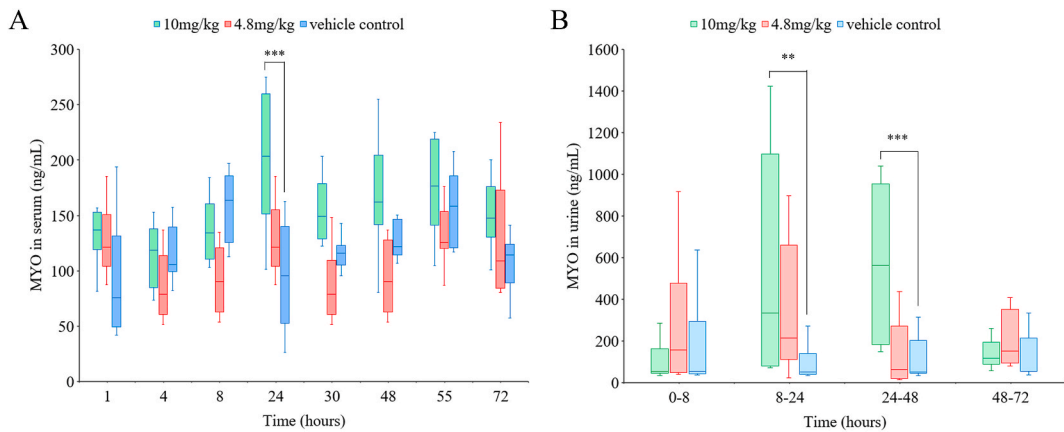 A
10mg/kg 4.8mg/kg vehicle control
300
250
200
150
100
50
0
MYO in serum (ng/mL)
***
1 4 8 24 30 48 55 72
Time (hours)
B
10mg/kg 4.8mg/kg vehicle control
1600
1400
1200
1000
800
600
400
200
0
MYO in urine (ng/mL)
**
***
0-8 8-24 24-48 48-72
Time (hours)